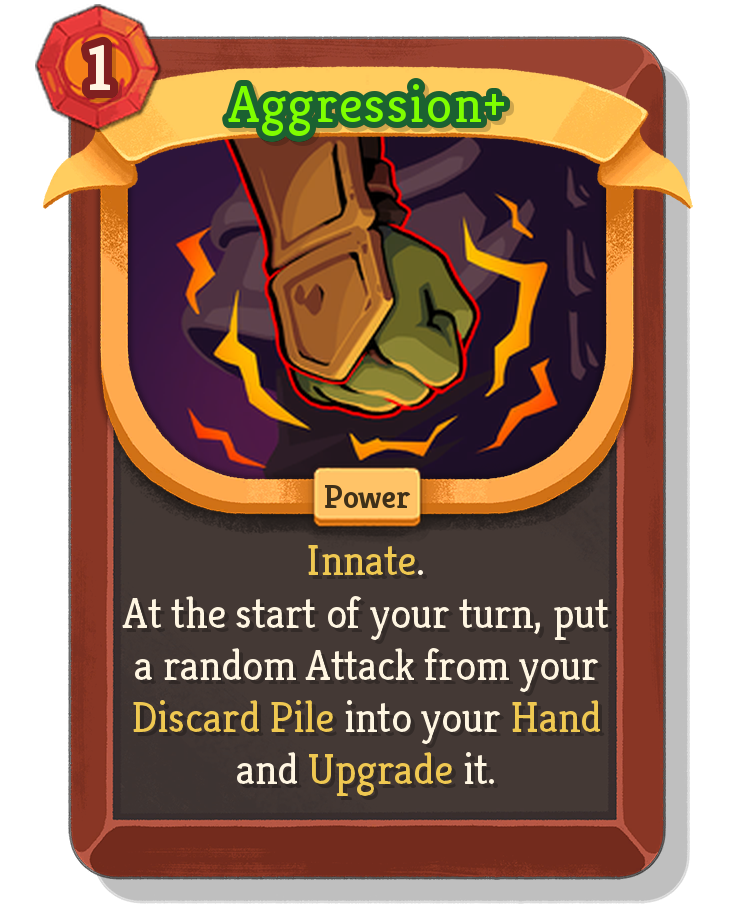 1
Aggression+
Power
Innate.
At the start of your turn, put
a random Attack from your
Discard Pile into your Hand
and Upgrade it.